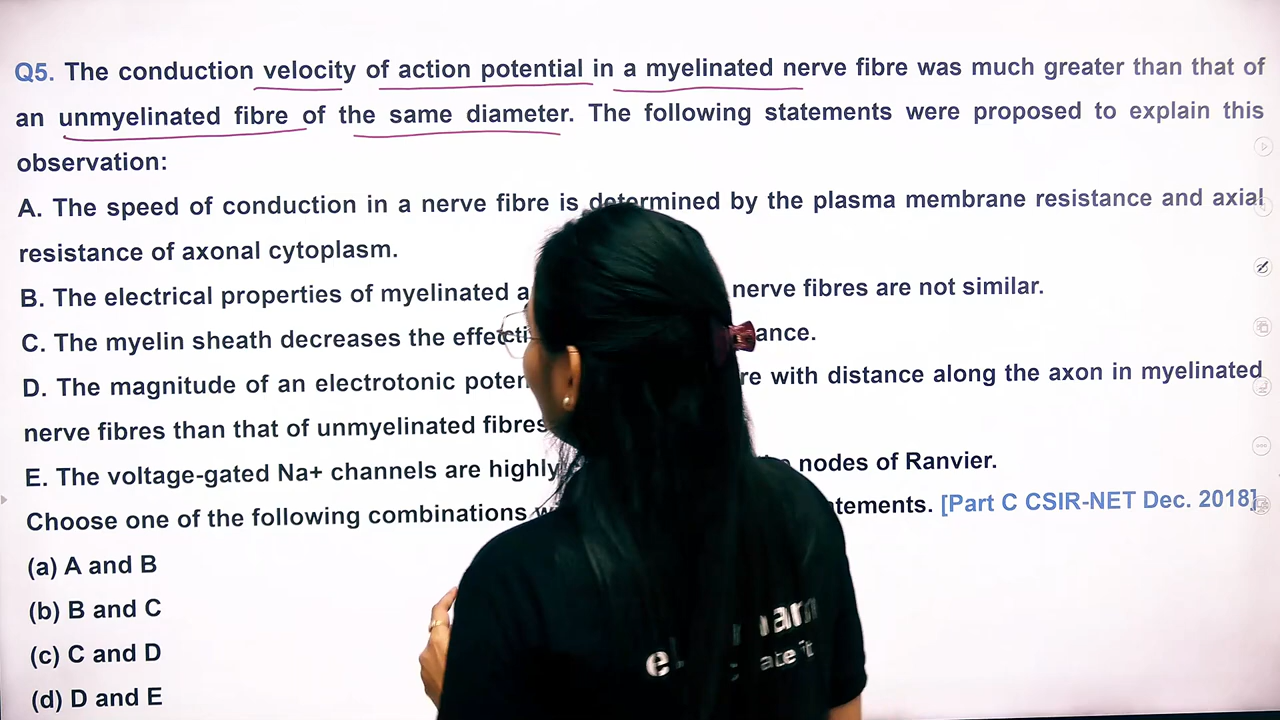 Q5. The conduction velocity of action potential in a myelinated nerve fibre was much greater than that of
an unmyelinated fibre of the same diameter. The following statements were proposed to explain this
observation:
A. The speed of conduction in a nerve fibre is determined by the plasma membrane resistance and axial
resistance of axonal cytoplasm.
B. The electrical properties of myelinated nerve fibres are not similar.
C. The myelin sheath decreases the
D. The magnitude of an electrotonic with distance along the axon in myelinated
nerve fibres than that of unmyelinated fibres
E. The voltage-gated Na+ channels are highly nodes of Ranvier.
Choose one of the following combinations [Part C CSIR-NET Dec. 2018]
(a) A and B
(b) B and C
(c) C and D
(d) D and E